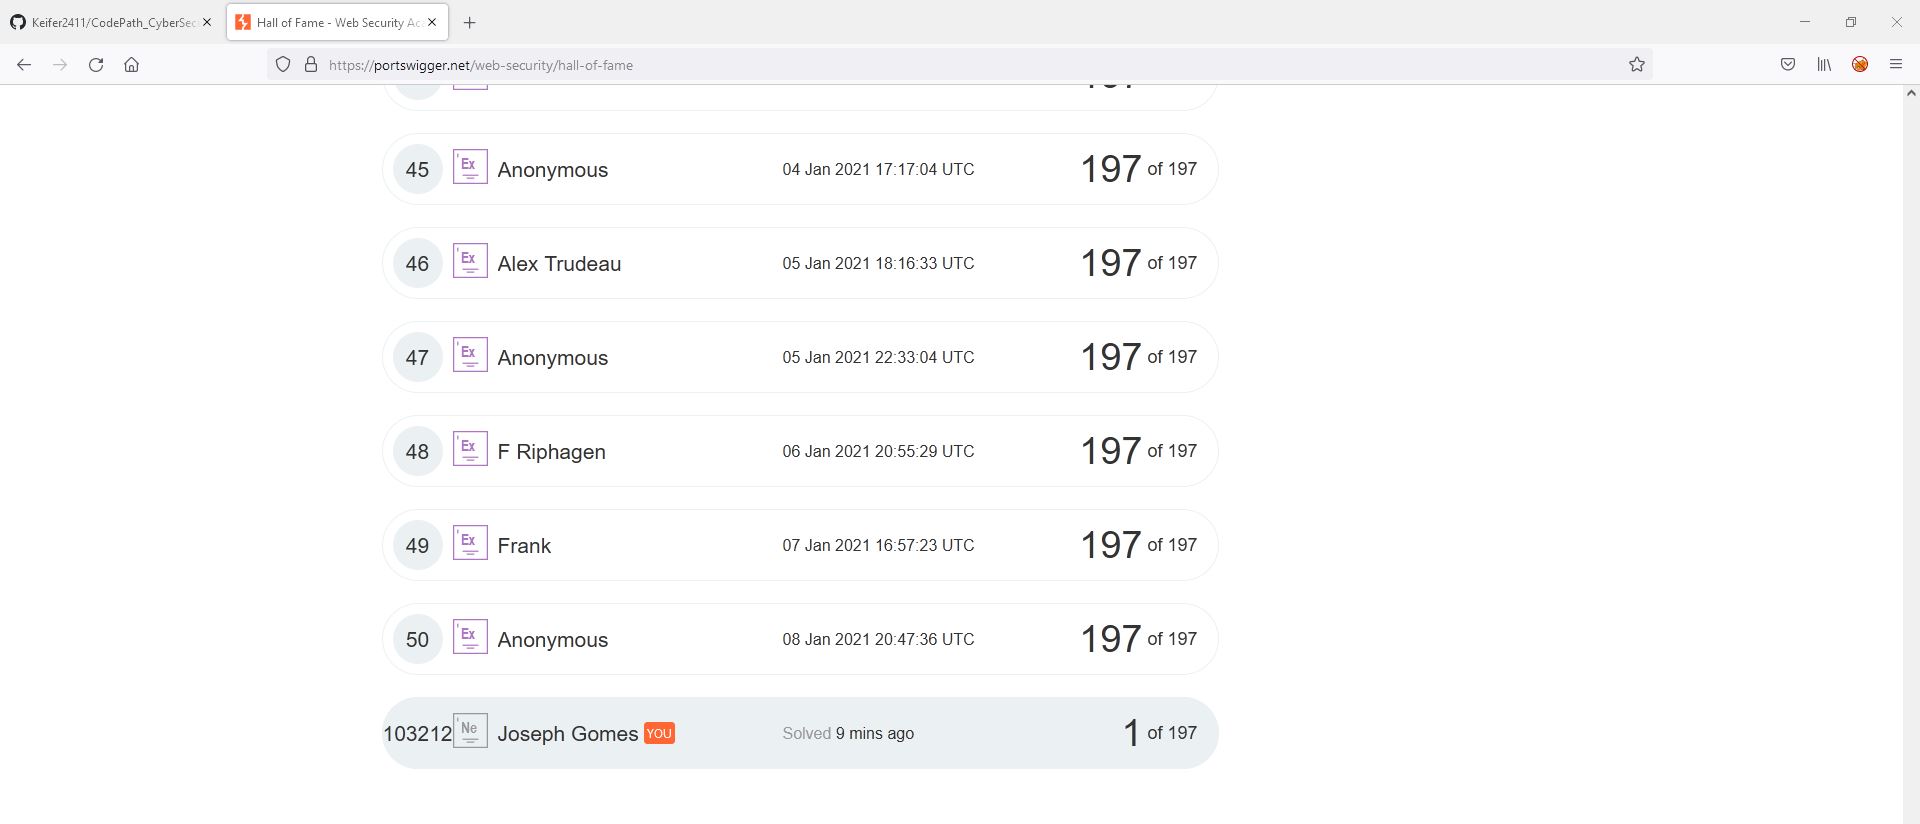 Keifer2411/CodePath_CyberSec
Hall of Fame - Web Security Ac
https://portswigger.net/web-security/hall-of-fame
197
45 Ex Anonymous 04 Jan 2021 17:17:04 UTC 197 of 197
46 Ex Alex Trudeau 05 Jan 2021 18:16:33 UTC 197 of 197
47 Ex Anonymous 05 Jan 2021 22:33:04 UTC 197 of 197
48 Ex F Riphagen 06 Jan 2021 20:55:29 UTC 197 of 197
49 Ex Frank 07 Jan 2021 16:57:23 UTC 197 of 197
50 Ex Anonymous 08 Jan 2021 20:47:36 UTC 197 of 197
103212 Ne Joseph Gomes YOU Solved 9 mins ago 1 of 197